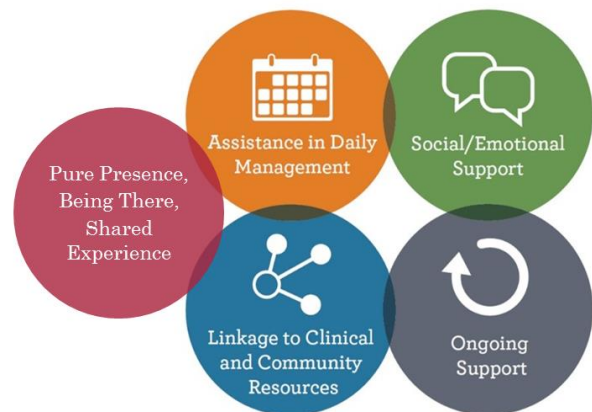 Pure Presence,
Being There,
Shared
Experience
Assistance in Daily
Management
Social/Emotional
Support
Linkage to Clinical
and Community
Resources
Ongoing
Support